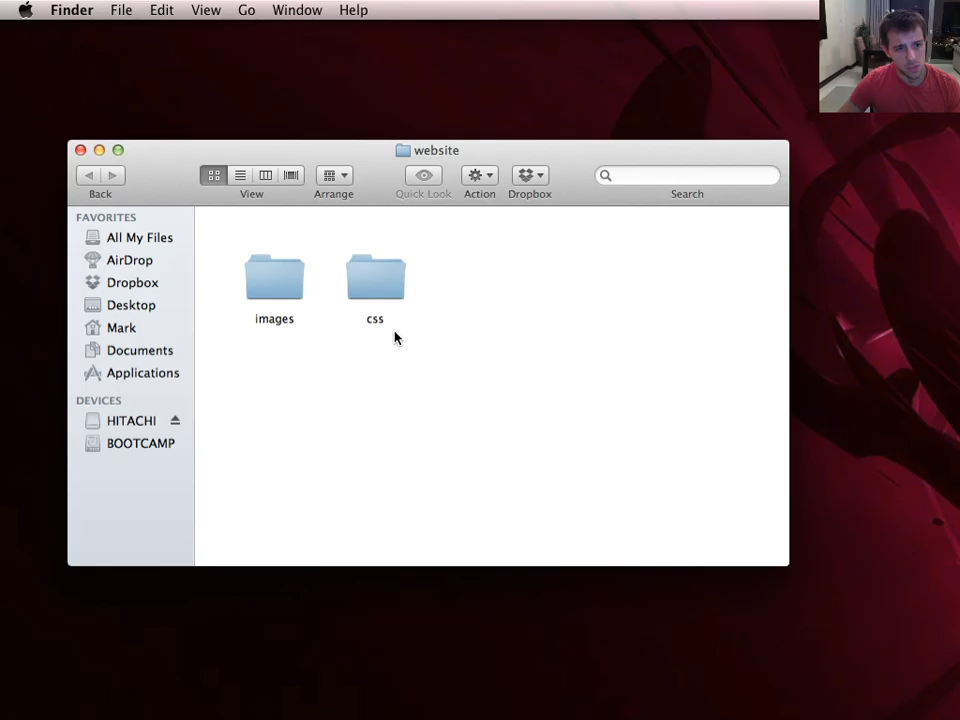 Finder File Edit View Go Window Help
website
Back View Arrange Quick Look Action Dropbox Search
FAVORITES
All My Files
AirDrop
Dropbox
Desktop
Mark
Documents
Applications
DEVICES
HITACHI
BOOTCAMP
images css